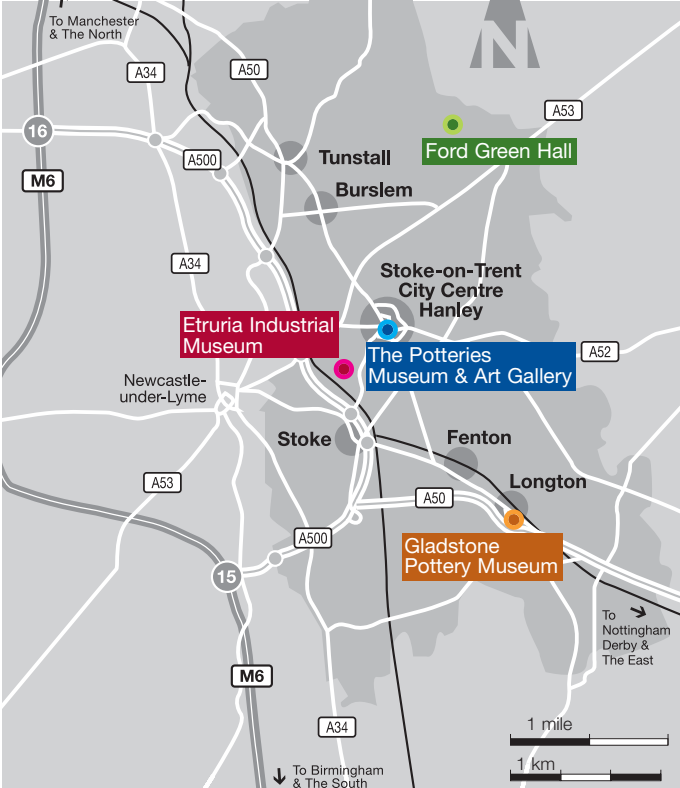 To Manchester
& The North
N
A34
A50
A53
16
Ford Green Hall
A500
Tunstall
M6
Burslem
A34
Stoke-on-Trent
City Centre
Hanley
Etruria Industrial
Museum
The Potteries
Museum & Art Gallery
A52
Newcastle-
under-Lyme
Stoke
Fenton
A53
Longton
A50
A500
Gladstone
Pottery Museum
15
To
Nottingham
Derby &
The East
M6
A34
1 mile
1 km
To Birmingham
& The South